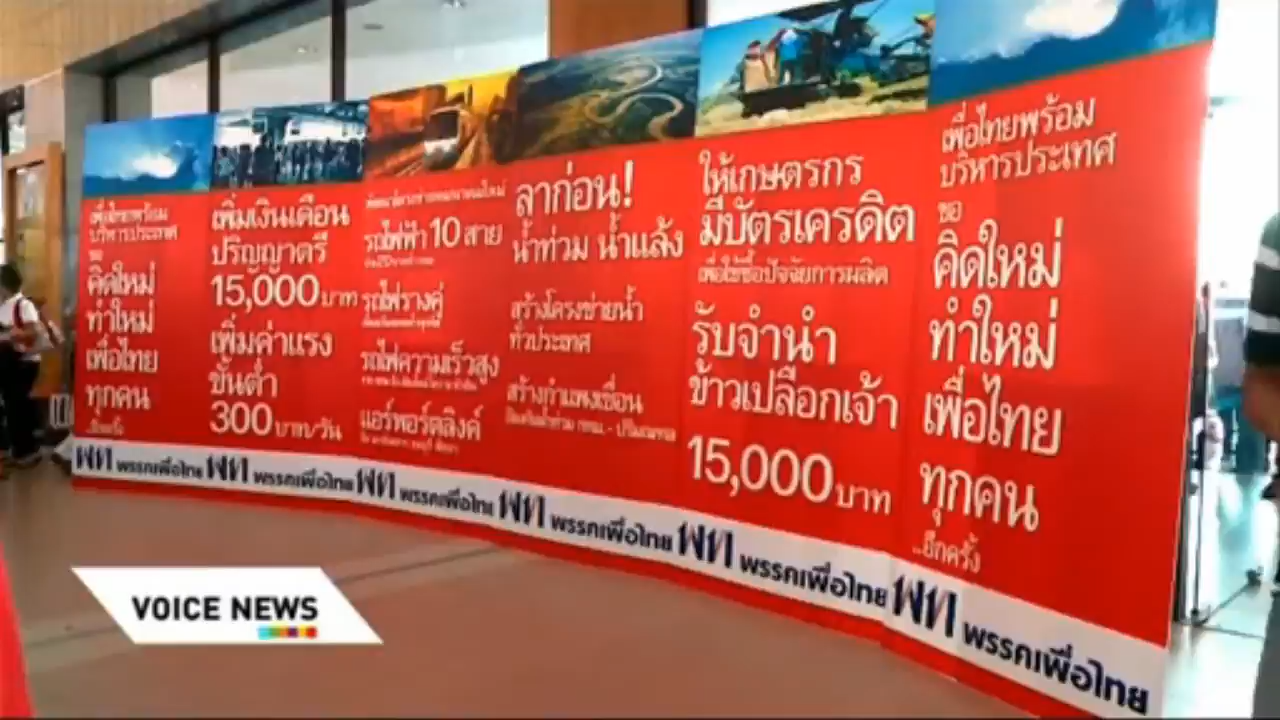 เพื่อไทยพร้อม
บริหารประเทศ
ขอ
คิดใหม่
ทำใหม่
เพื่อไทย
ทุกคน
...อีกครั้ง
เพิ่มเงินเดือน
ปริญญาตรี
15,000 บาท
เพิ่มค่าแรง
ขั้นต่ำ
300 บาท/วัน
รถไฟฟ้า 10 สาย
รถไฟรางคู่
รถไฟความเร็วสูง
แอร์พอร์ตลิงค์
ลาก่อน!
น้ำท่วม น้ำแล้ง
สร้างโครงข่ายน้ำ
ทั่วประเทศ
สร้างกำแพงเขื่อน
ให้เกษตรกร
มีบัตรเครดิต
เพื่อใช้ซื้อปัจจัยการผลิต
รับจำนำ
ข้าวเปลือกเจ้า
15,000 บาท
เพื่อไทยพร้อม
บริหารประเทศ
ขอ
คิดใหม่
ทำใหม่
เพื่อไทย
ทุกคน
...อีกครั้ง
พท พรรคเพื่อไทย พท พรรคเพื่อไทย พท พรรคเพื่อไทย พท พรรคเพื่อไทย พท พรรคเพื่อไทย พท พรรคเพื่อไทย
VOICE NEWS